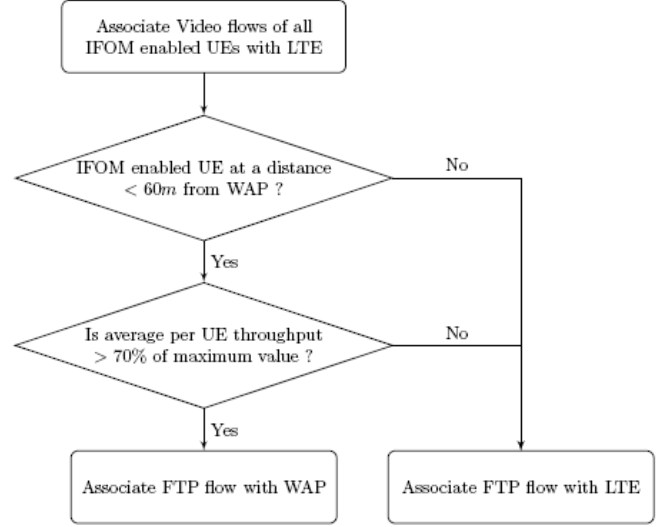 Associate Video flows of all
IFOM enabled UEs with LTE
IFOM enabled UE at a distance
< 60m from WAP ?
No
Yes
Is average per UE throughput
> 70% of maximum value ?
No
Yes
Associate FTP flow with WAP
Associate FTP flow with LTE